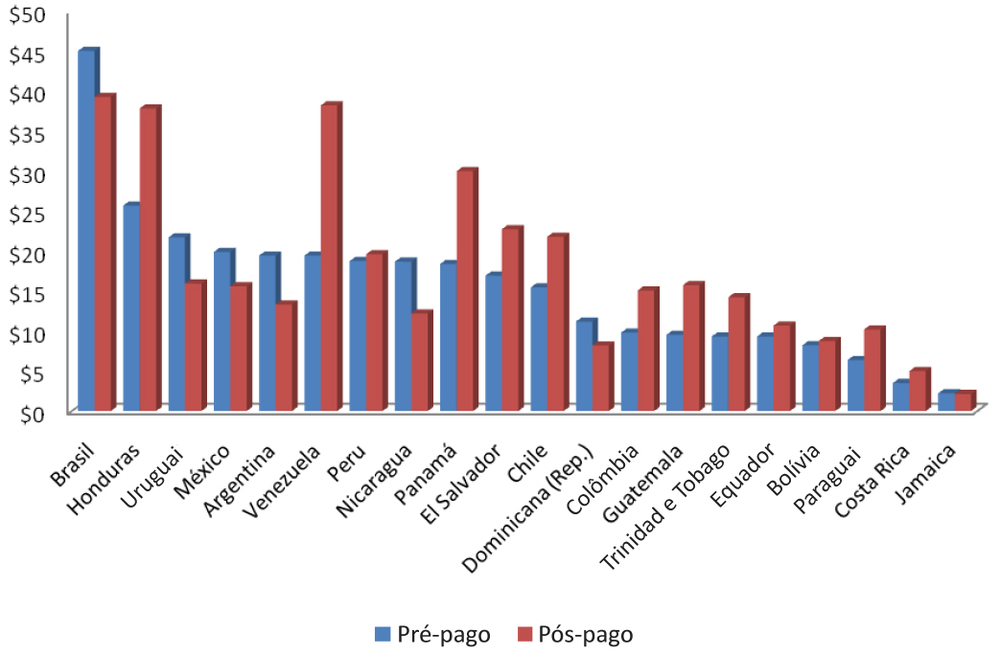 $50
$45
$40
$35
$30
$25
$20
$15
$10
$5
$0
Brasil
Honduras
Uruguai
México
Argentina
Venezuela
Peru
Nicaragua
Panamá
El Salvador
Chile
Dominicana (Rep.)
Colômbia
Guatemala
Trinidad e Tobago
Equador
Bolívia
Paraguai
Costa Rica
Jamaica
Pré-pago Pós-pago